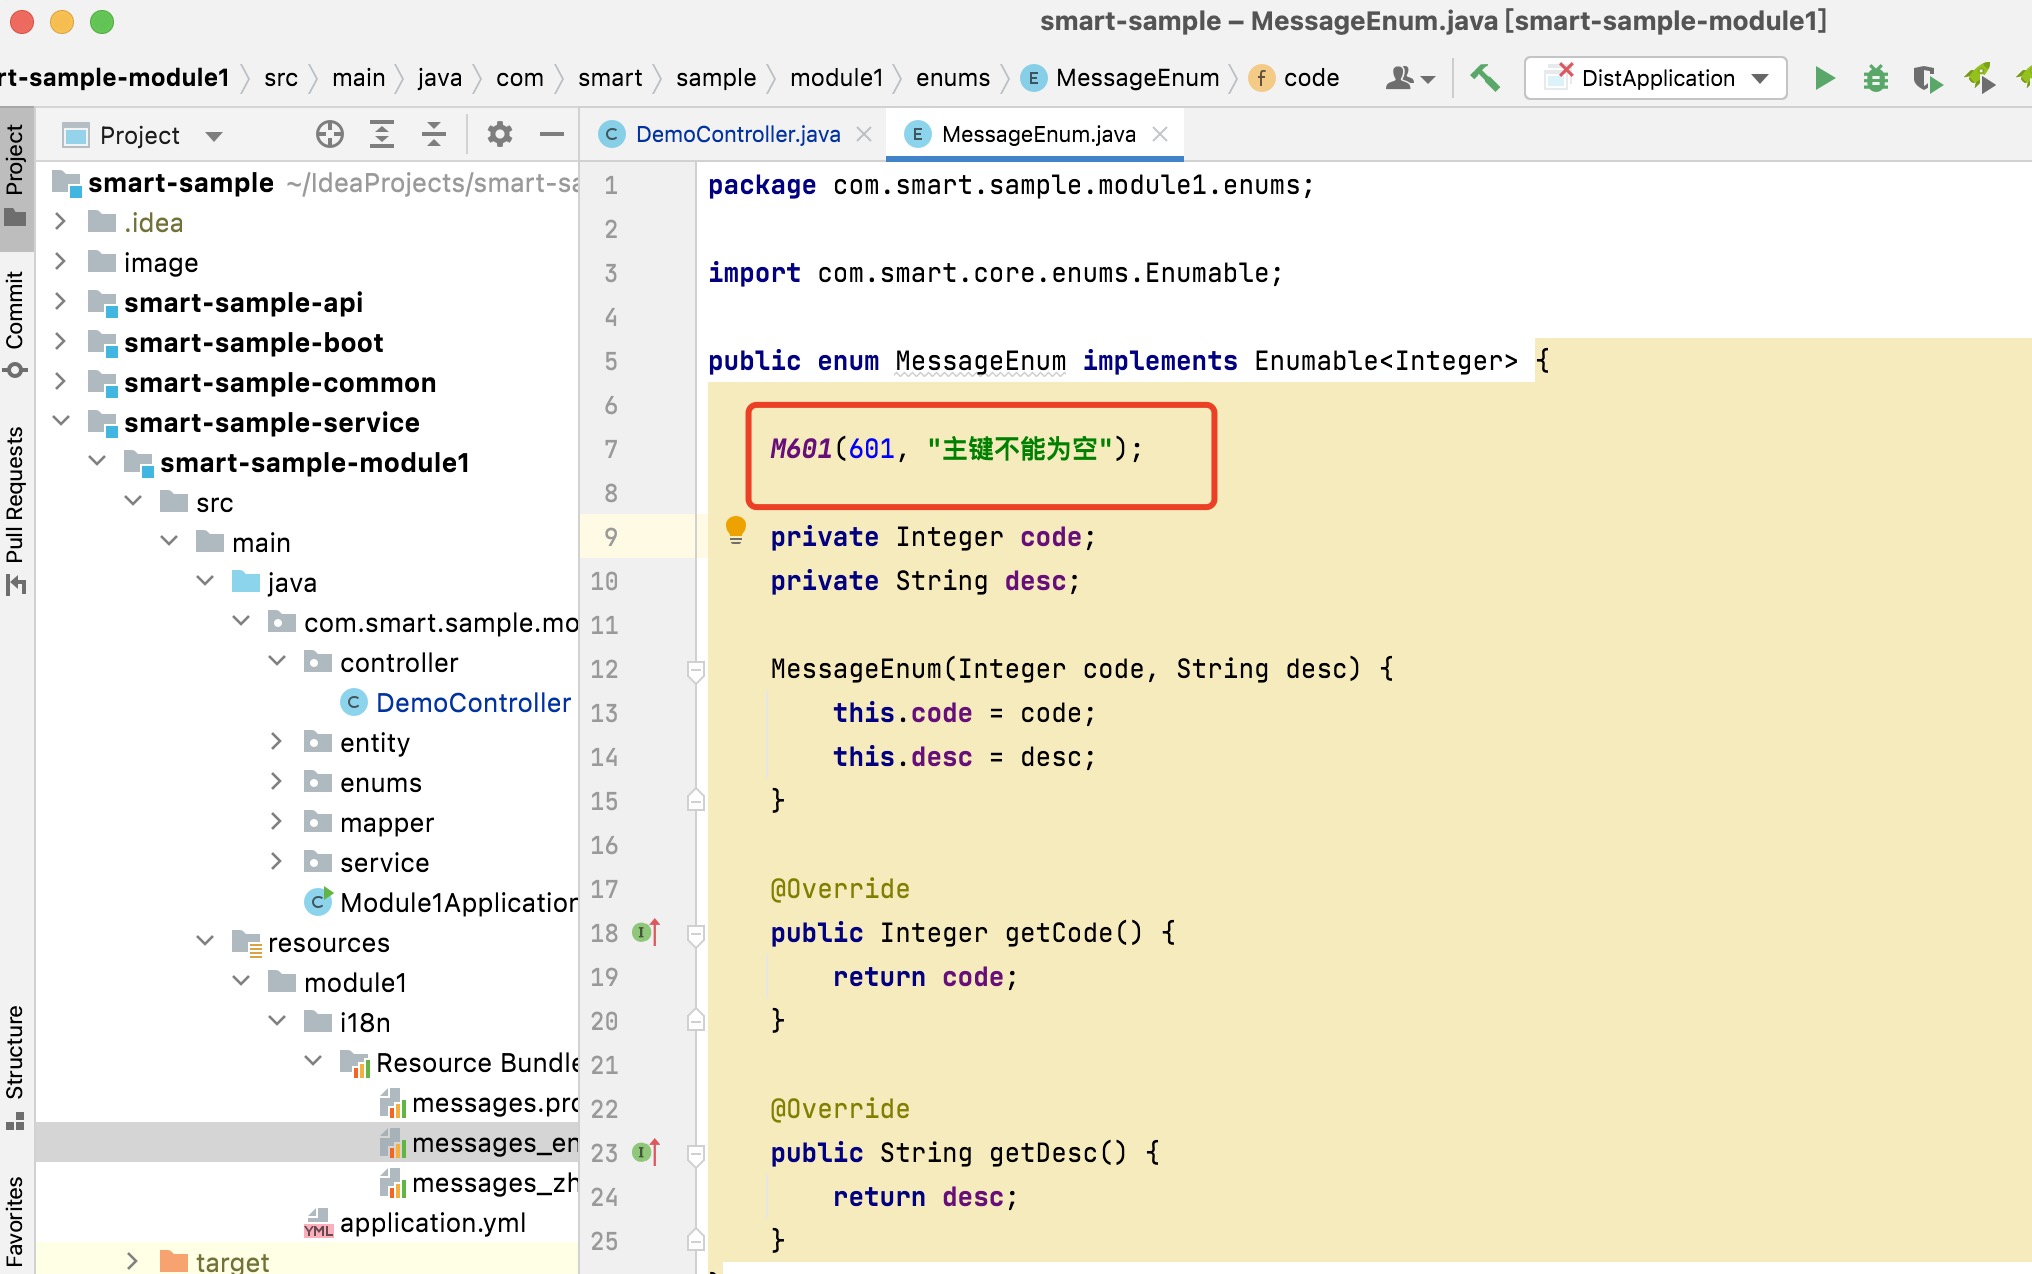 smart-sample – MessageEnum.java [smart-sample-module1]
rt-sample-module1 src main java com smart sample module1 enums E MessageEnum f code DistApplication
Project
Commit
Pull Requests
Structure
Favorites
Project
smart-sample ~/IdeaProjects/smart-sa
.idea
image
smart-sample-api
smart-sample-boot
smart-sample-common
smart-sample-service
smart-sample-module1
src
main
java
com.smart.sample.mo
controller
C DemoController
entity
enums
mapper
service
C Module1Application
resources
module1
i18n
Resource Bundle
messages.pro
messages_en
messages_zh
YML application.yml
target
C DemoController.java E MessageEnum.java
1 package com.smart.sample.module1.enums;
2
3 import com.smart.core.enums.Enumable;
4
5 public enum MessageEnum implements Enumable<Integer> {
6
7 M601(601, "主键不能为空");
8
9 private Integer code;
10 private String desc;
11
12 MessageEnum(Integer code, String desc) {
13 this.code = code;
14 this.desc = desc;
15 }
16
17 @Override
18 public Integer getCode() {
19 return code;
20 }
21
22 @Override
23 public String getDesc() {
24 return desc;
25 }